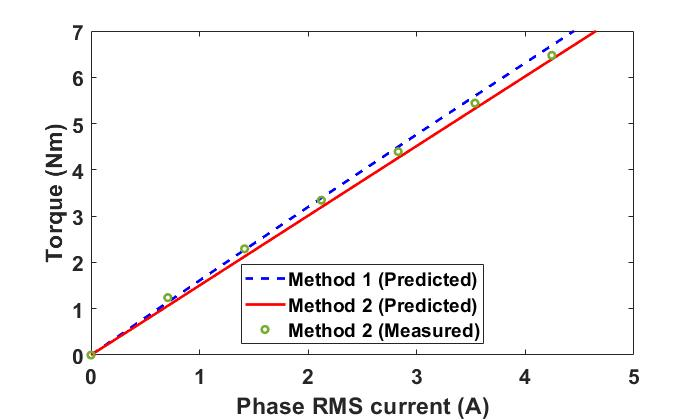 7
6
5
4
3
2
1
0
Torque (Nm)
Method 1 (Predicted)
Method 2 (Predicted)
Method 2 (Measured)
0 1 2 3 4 5
Phase RMS current (A)